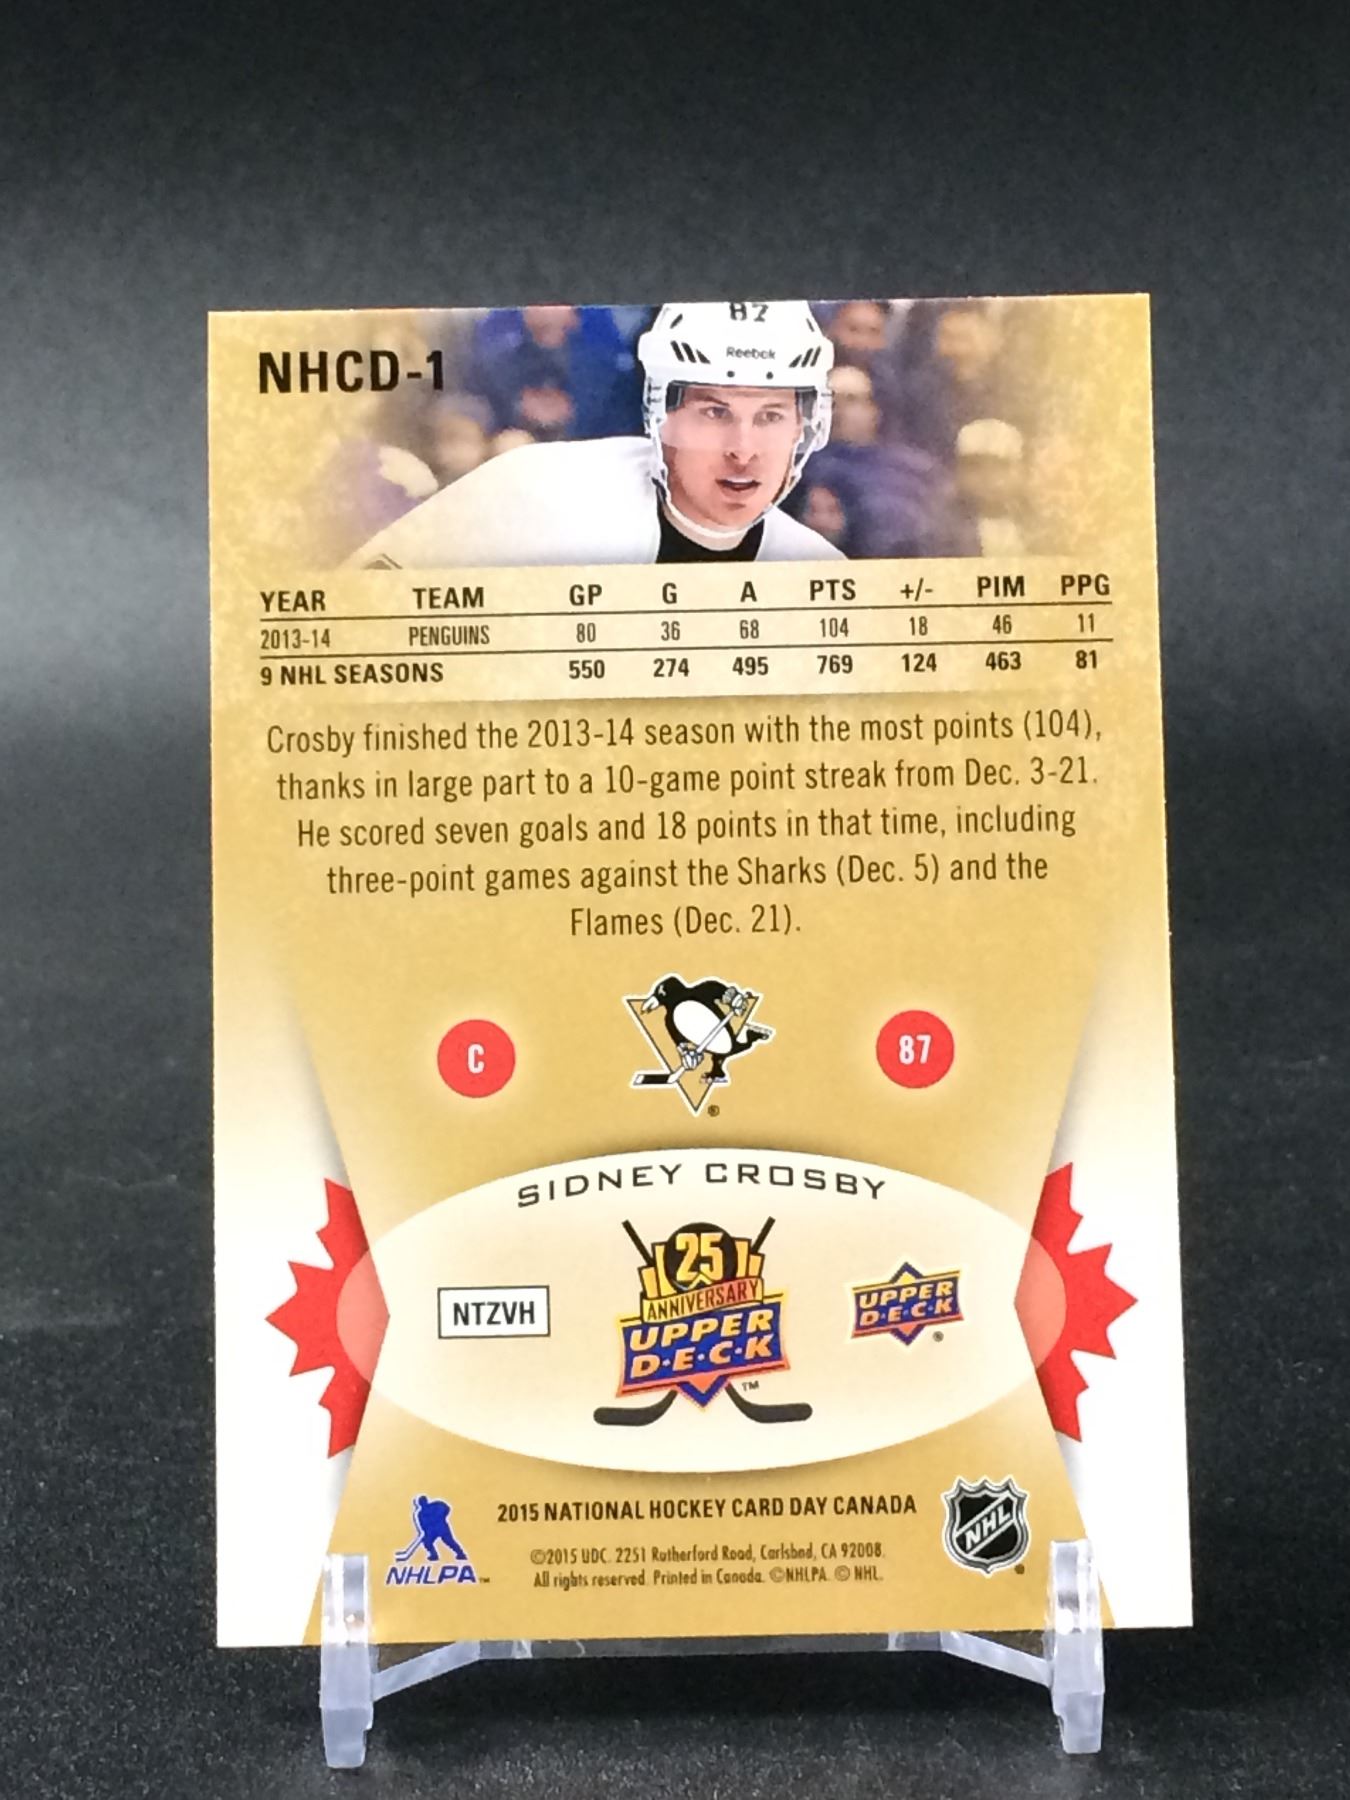 87
Reebok
NHCD-1
YEAR TEAM GP G A PTS +/- PIM PPG
2013-14 PENGUINS 80 36 68 104 18 46 11
9 NHL SEASONS 550 274 495 769 124 463 81
Crosby finished the 2013-14 season with the most points (104),
thanks in large part to a 10-game point streak from Dec. 3-21.
He scored seven goals and 18 points in that time, including
three-point games against the Sharks (Dec. 5) and the
Flames (Dec. 21).
C
®
87
SIDNEY CROSBY
NTZVH
25
ANNIVERSARY
UPPER
D·E·C·K
™
UPPER
D·E·C·K
®
2015 NATIONAL HOCKEY CARD DAY CANADA
NHLPA™
NHL
©2015 UDC. 2251 Rutherford Road, Carlsbad, CA 92008.
All rights reserved. Printed in Canada. ©NHLPA. © NHL.